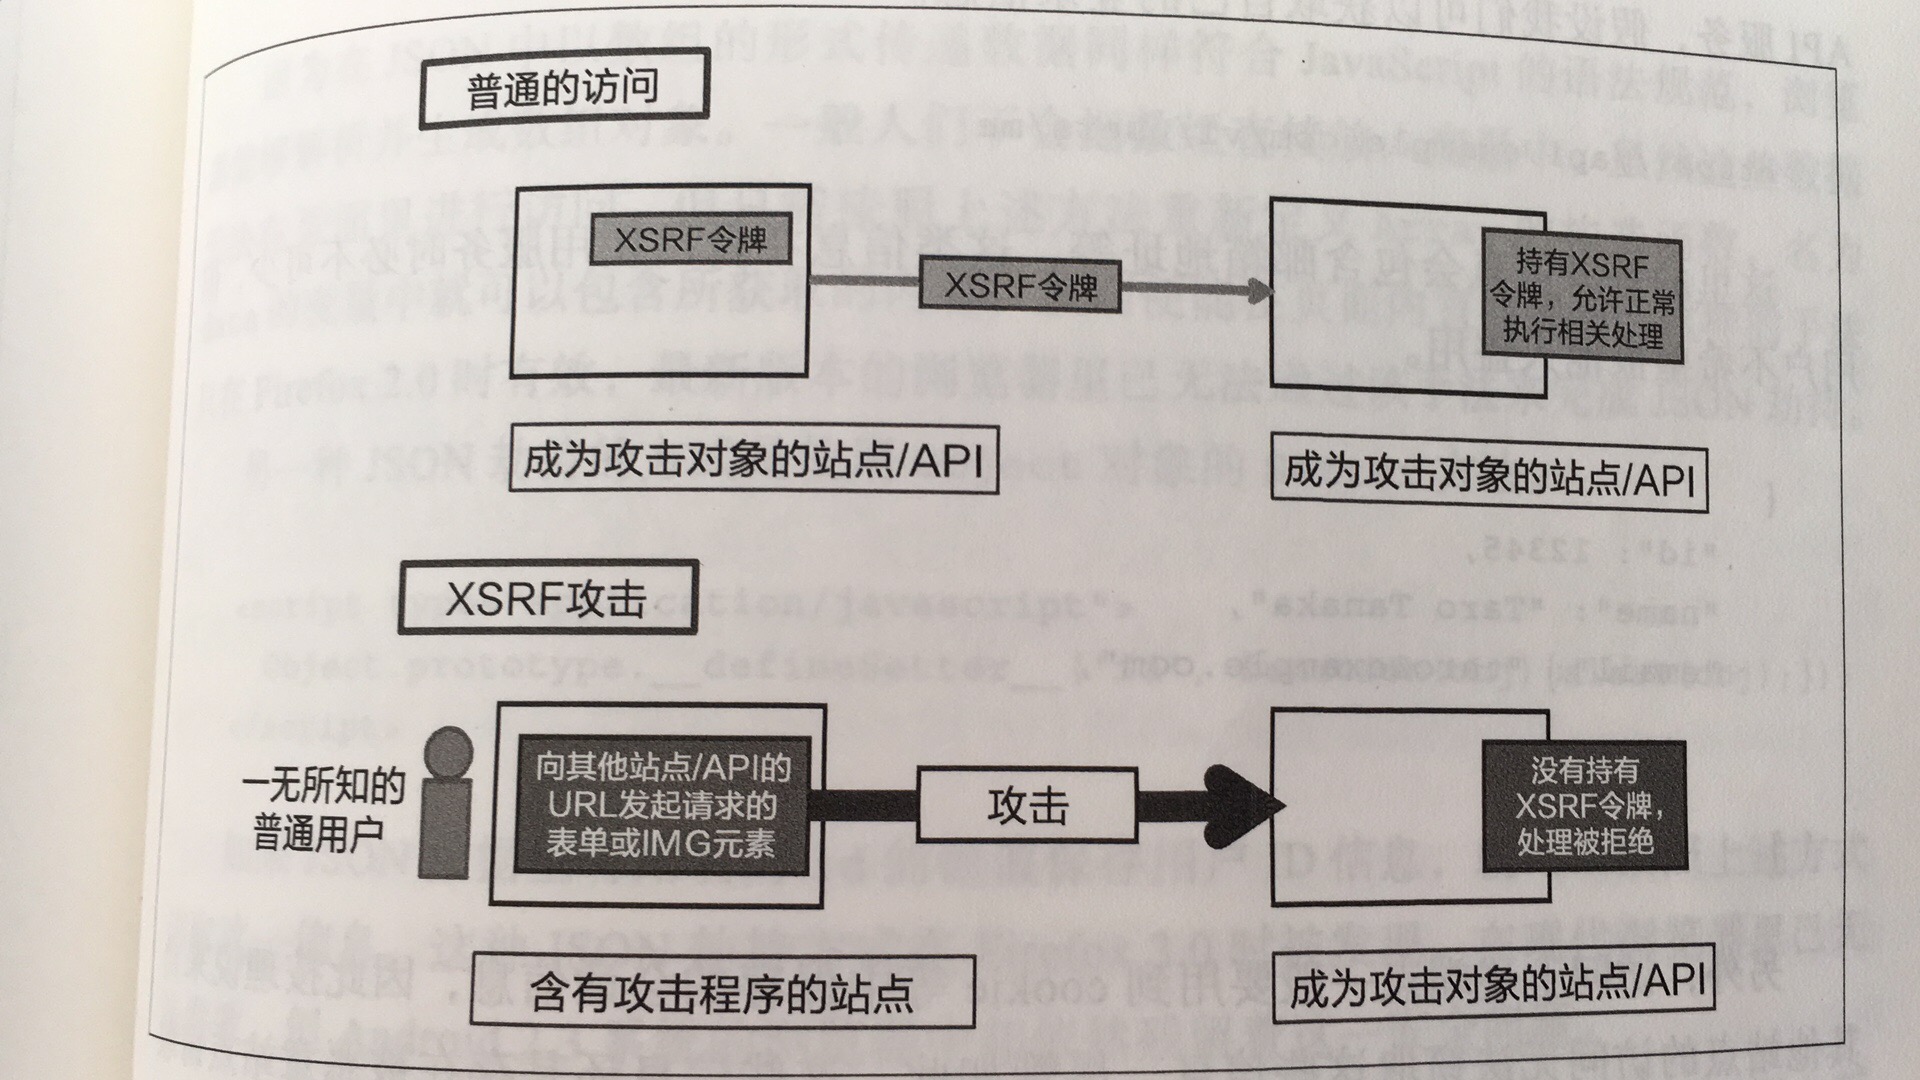 普通的访问
XSRF令牌
XSRF令牌
持有XSRF
令牌，允许正常
执行相关处理
成为攻击对象的站点/API
成为攻击对象的站点/API
XSRF攻击
一无所知的
普通用户
向其他站点/API的
URL发起请求的
表单或IMG元素
攻击
没有持有
XSRF令牌，
处理被拒绝
含有攻击程序的站点
成为攻击对象的站点/API